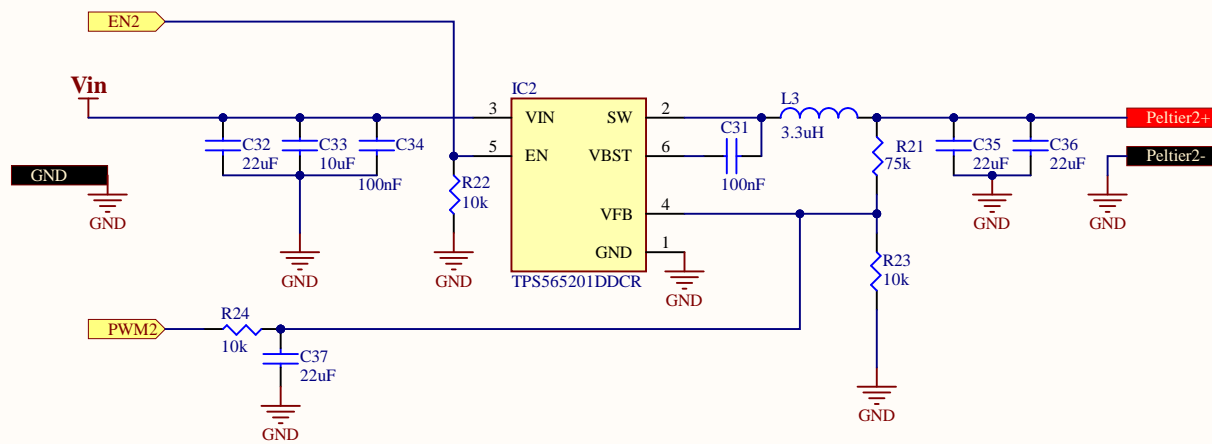 EN2
GND
Vin
IC2
3
VIN
SW
2
L3
3.3uH
C31
100nF
5
EN
VBST
6
C32
22uF
C33
10uF
C34
100nF
R21
75k
C35
22uF
C36
22uF
Peltier2+
Peltier2-
GND
GND
GND
R22
10k
VFB
4
GND
GND
GND
1
GND
GND
TPS565201DDCR
GND
R23
10k
PWM2
R24
10k
C37
22uF
GND
GND